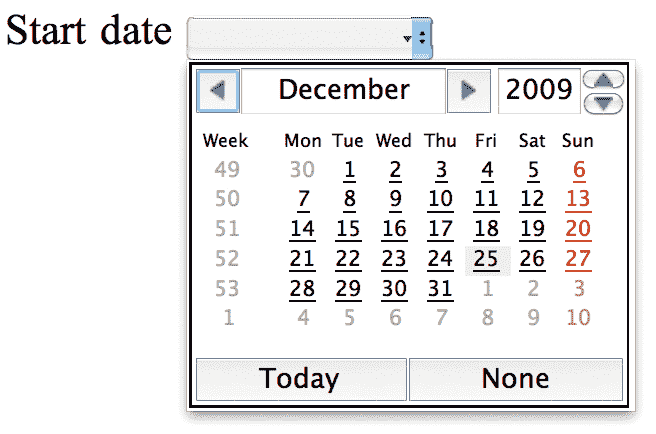 Start date
December 2009
Week Mon Tue Wed Thu Fri Sat Sun
49 30 1 2 3 4 5 6
50 7 8 9 10 11 12 13
51 14 15 16 17 18 19 20
52 21 22 23 24 25 26 27
53 28 29 30 31 1 2 3
1 4 5 6 7 8 9 10
Today None